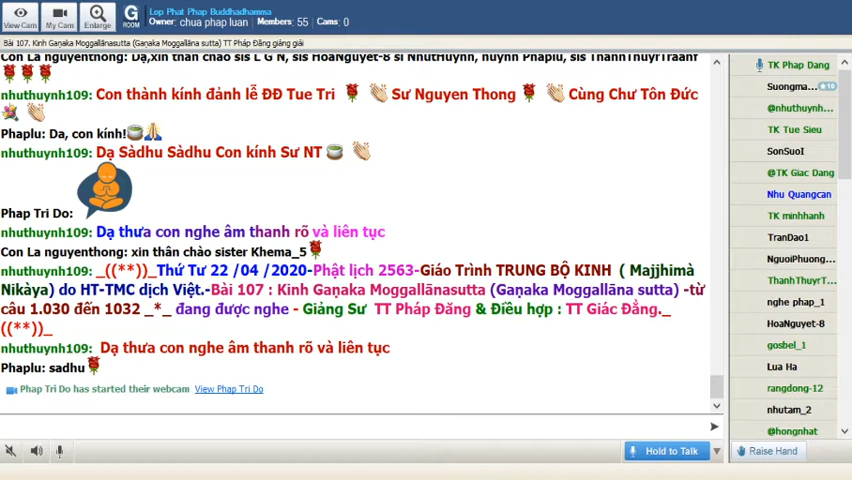 View Cam
My Cam
Enlarge
G
ROOM
Lop Phat Phap Buddhadhamma
Owner: chua phap luan Members: 55 Cams: 0
Bài 107. Kinh Gaṇaka Moggallānasutta (Gaṇaka Moggallāna sutta) TT Pháp Đăng giảng giải
nhuthuynh109: Con thành kính đảnh lễ ĐĐ Tue Tri Sư Nguyen Thong Cùng Chư Tôn Đức
Phaplu: Da, con kính!
nhuthuynh109: Dạ Sàdhu Sàdhu Con kính Sư NT
Phap Tri Do:
nhuthuynh109: Dạ thưa con nghe âm thanh rõ và liên tục
Con La nguyenthong: xin thân chào sister Khema_5
nhuthuynh109: _((**))_Thứ Tư 22 /04 /2020-Phật lịch 2563-Giáo Trình TRUNG BỘ KINH ( Majjhimà
Nikàya) do HT-TMC dịch Việt.-Bài 107 : Kinh Gaṇaka Moggallānasutta (Gaṇaka Moggallāna sutta) -từ
câu 1.030 đến 1032 _*_ đang được nghe - Giảng Sư TT Pháp Đăng & Điều hợp : TT Giác Đẳng._
((**))_
nhuthuynh109: Dạ thưa con nghe âm thanh rõ và liên tục
Phaplu: sadhu
Phap Tri Do has started their webcam View Phap Tri Do
Hold to Talk
TK Phap Dang
Suongma...
@nhuthuynh...
TK Tue Sieu
SonSuoI
@TK Giac Dang
Nhu Quangcan
TK minhhanh
TranDao1
NguoiPhuong...
ThanhThuyrT...
nghe phap_1
HoaNguyet-8
gosbel_1
Lua Ha
rangdong-12
nhutam_2
@hongnhat
Raise Hand